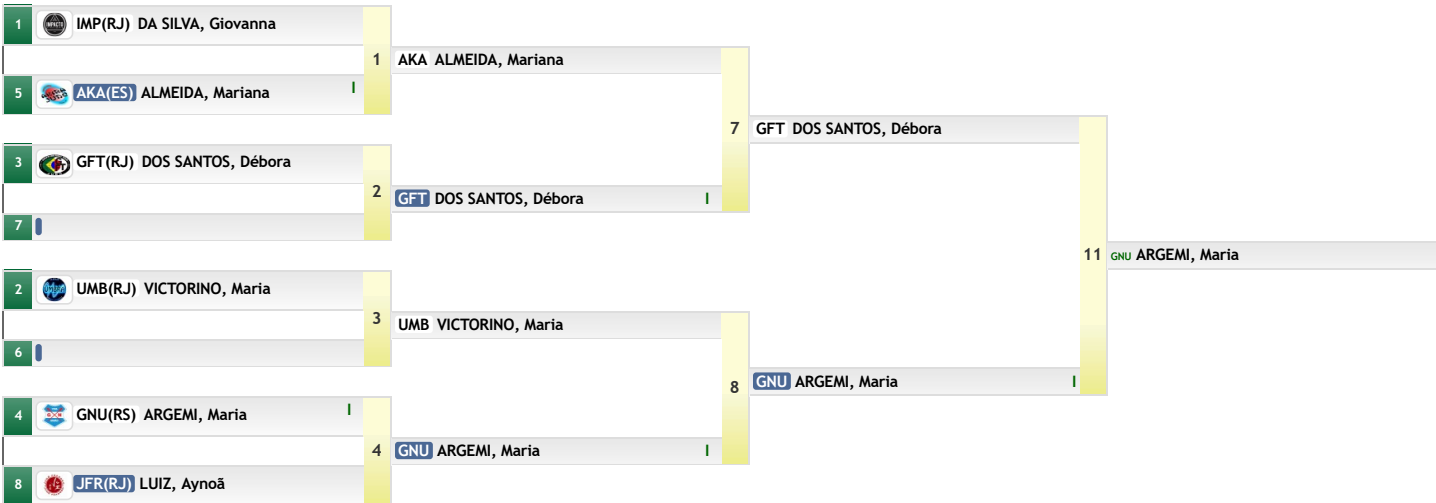 1 IMP(RJ) DA SILVA, Giovanna
1 AKA ALMEIDA, Mariana
5 AKA(ES) ALMEIDA, Mariana I
7 GFT DOS SANTOS, Débora
3 GFT(RJ) DOS SANTOS, Débora
2 GFT DOS SANTOS, Débora I
7
11 GNU ARGEMI, Maria
2 UMB(RJ) VICTORINO, Maria
3 UMB VICTORINO, Maria
6
8 GNU ARGEMI, Maria I
4 GNU(RS) ARGEMI, Maria I
4 GNU ARGEMI, Maria I
8 JFR(RJ) LUIZ, Aynoã